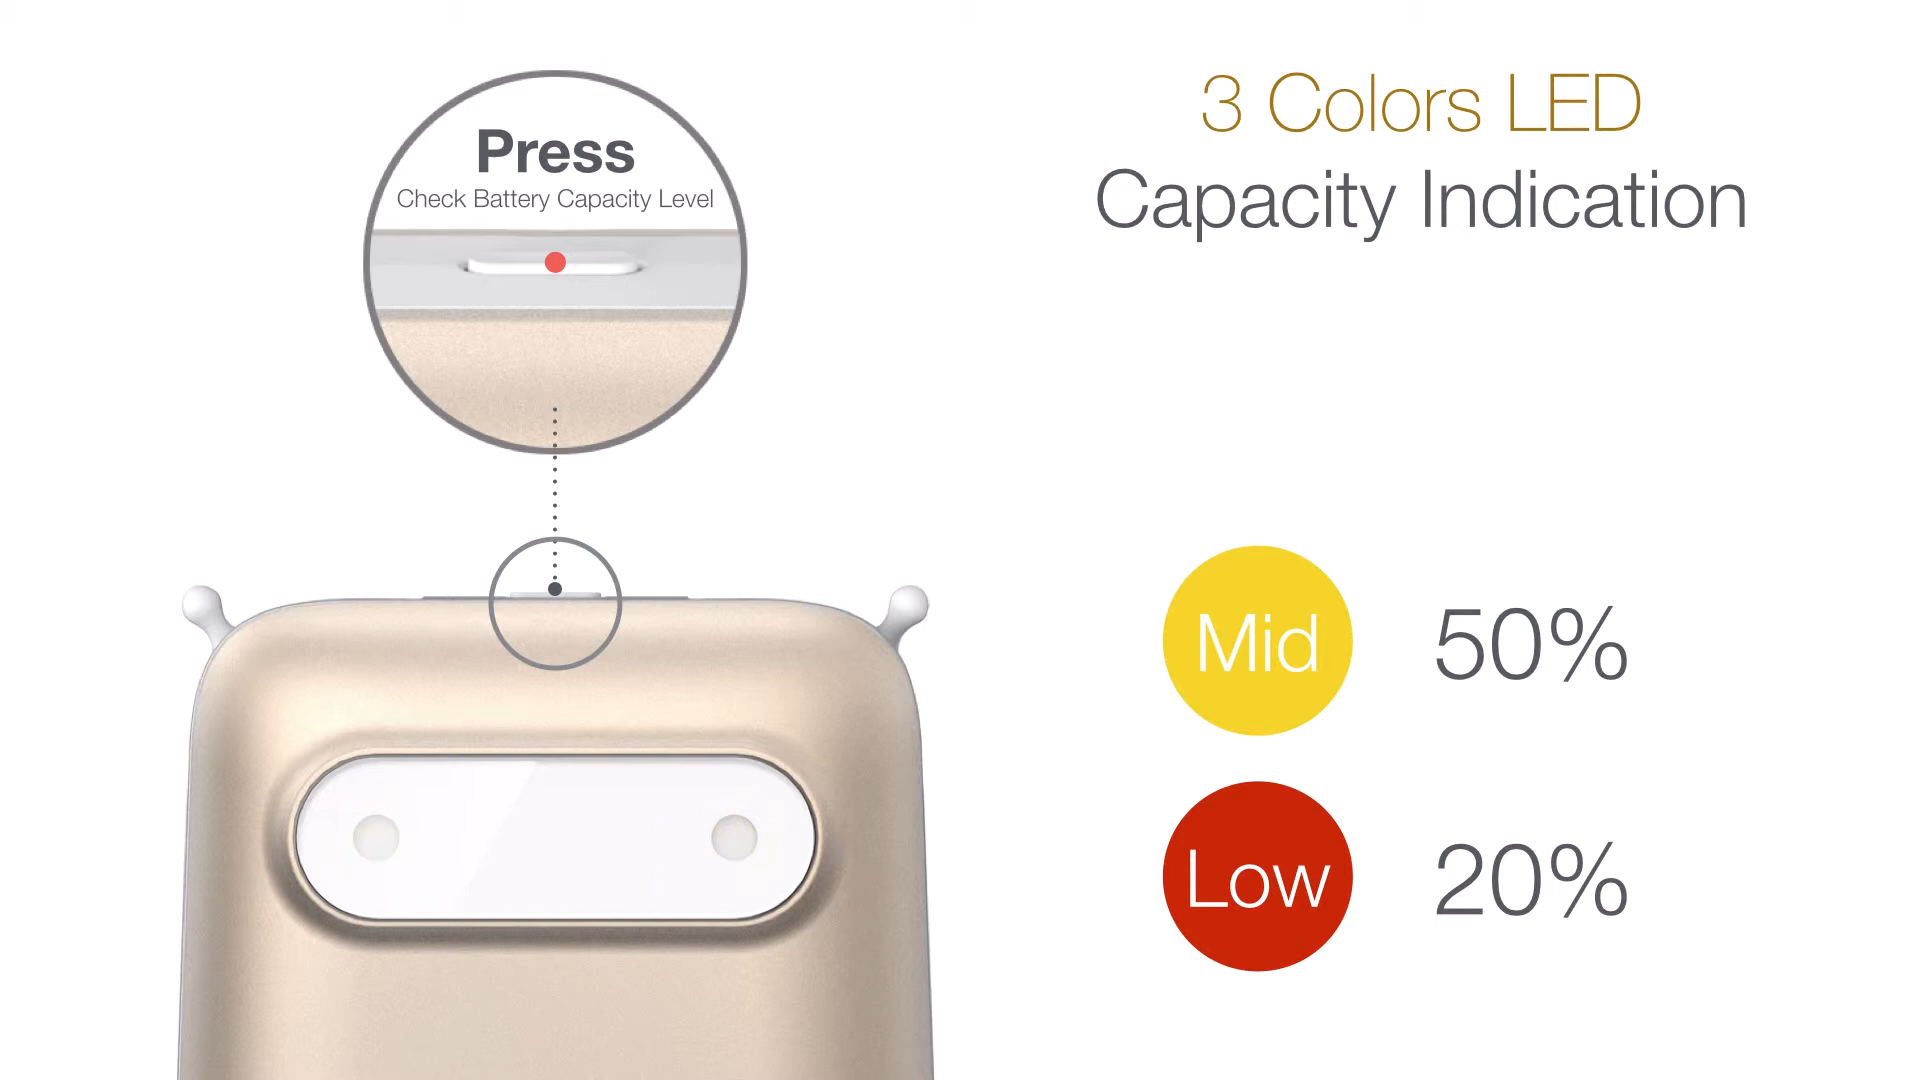 Press
Check Battery Capacity Level
3 Colors LED
Capacity Indication
Mid 50%
Low 20%